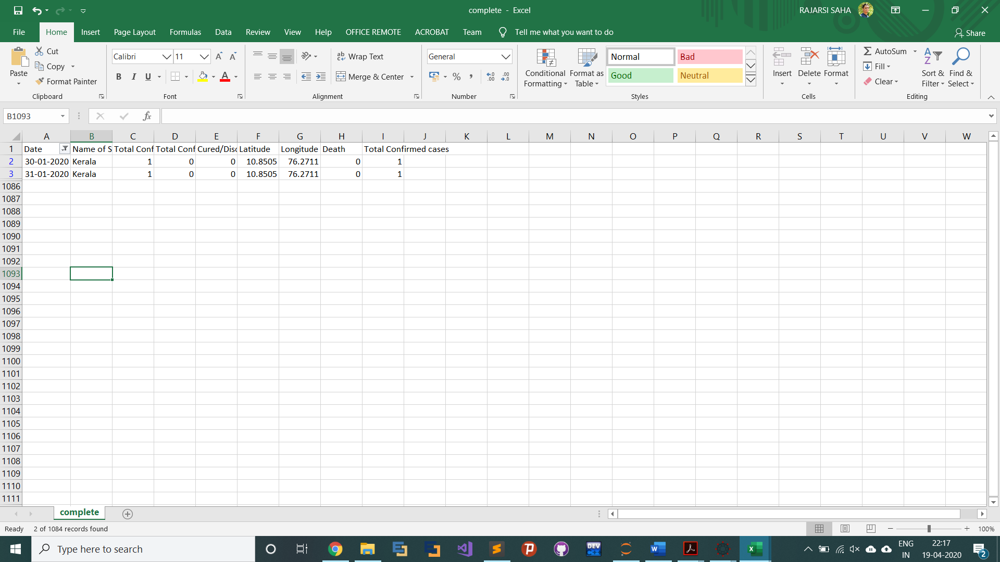 complete - Excel
RAJARSI SAHA
File Home Insert Page Layout Formulas Data Review View Help OFFICE REMOTE ACROBAT Team Tell me what you want to do Share
Paste
Cut
Copy
Format Painter
Clipboard
Calibri 11
B I U
Font
Wrap Text
Merge & Center
Alignment
General
%
Number
Conditional Formatting
Format as Table
Normal Bad
Good Neutral
Styles
Insert Delete Format
Cells
AutoSum
Fill
Clear
Sort & Filter
Find & Select
Editing
B1093
fx
A B C D E F G H I J K L M N O P Q R S T U V W
1 Date Name of S Total Conf Total Conf Cured/Disc Latitude Longitude Death Total Confirmed cases
2 30-01-2020 Kerala 1 0 0 10.8505 76.2711 0 1
3 31-01-2020 Kerala 1 0 0 10.8505 76.2711 0 1
1086
1087
1088
1089
1090
1091
1092
1093
1094
1095
1096
1097
1098
1099
1100
1101
1102
1103
1104
1105
1106
1107
1108
1109
1110
1111
complete
Ready 2 of 1084 records found
100%
Type here to search
DEV C++
ENG
IN
22:17
19-04-2020
2